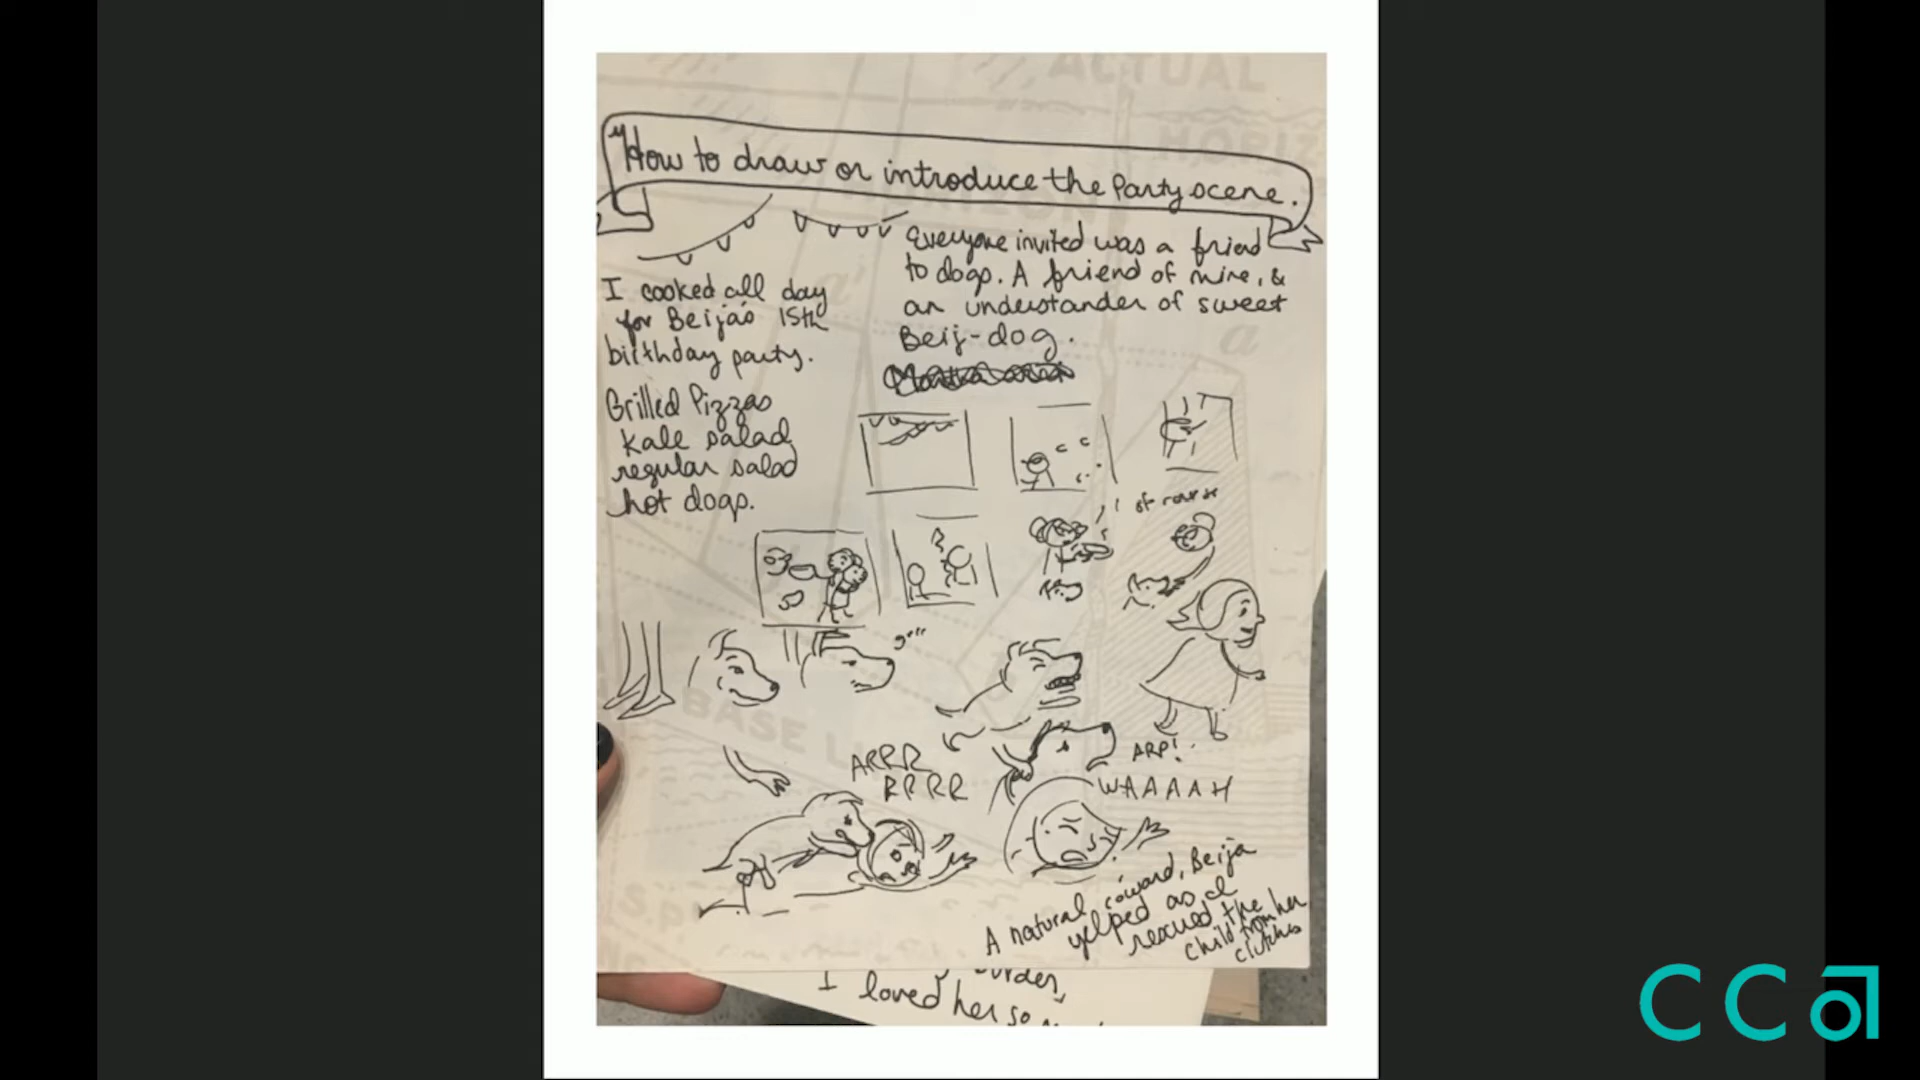 ACTUAL
HORIZ
"How to draw or introduce the party scene.
I cooked all day
for Beija's 15th
birthday party.
Grilled Pizzas
kale salad
regular salad
hot dogs.
Everyone invited was a friend
to dogs. A friend of mine, &
an understander of sweet
Beij-dog.
of course
grrr
BASE LI
ARRR
RRRR
ARP!
WAAAAH
A natural coward, Beija
yelped as I
rescued the
child from her
clutches
I loved her so
CCA